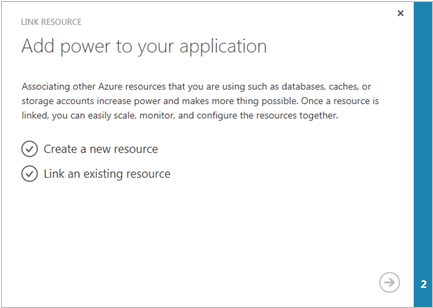 LINK RESOURCE
Add power to your application
Associating other Azure resources that you are using such as databases, caches, or
storage accounts increase power and makes more thing possible. Once a resource is
linked, you can easily scale, monitor, and configure the resources together.
Create a new resource
Link an existing resource
2